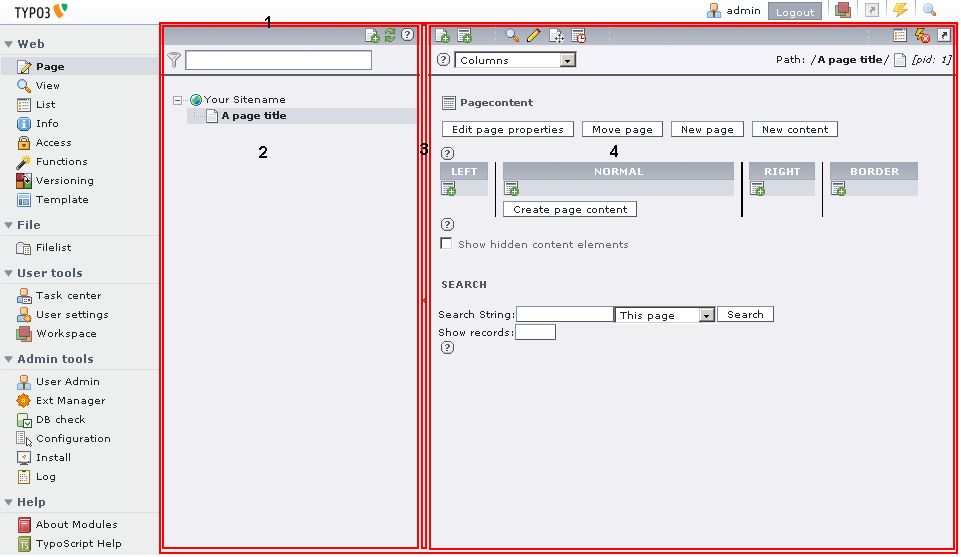 TYPO3
admin Logout
1
Web
Page
View
List
Info
Access
Functions
Versioning
Template
File
Filelist
User tools
Task center
User settings
Workspace
Admin tools
User Admin
Ext Manager
DB check
Configuration
Install
Log
Help
About Modules
TypoScript Help
Your Sitename
A page title
2
3
Columns
Path: /A page title/ [pid: 1]
Pagecontent
Edit page properties Move page New page New content
4
LEFT NORMAL RIGHT BORDER
Create page content
Show hidden content elements
SEARCH
Search String: This page Search
Show records: